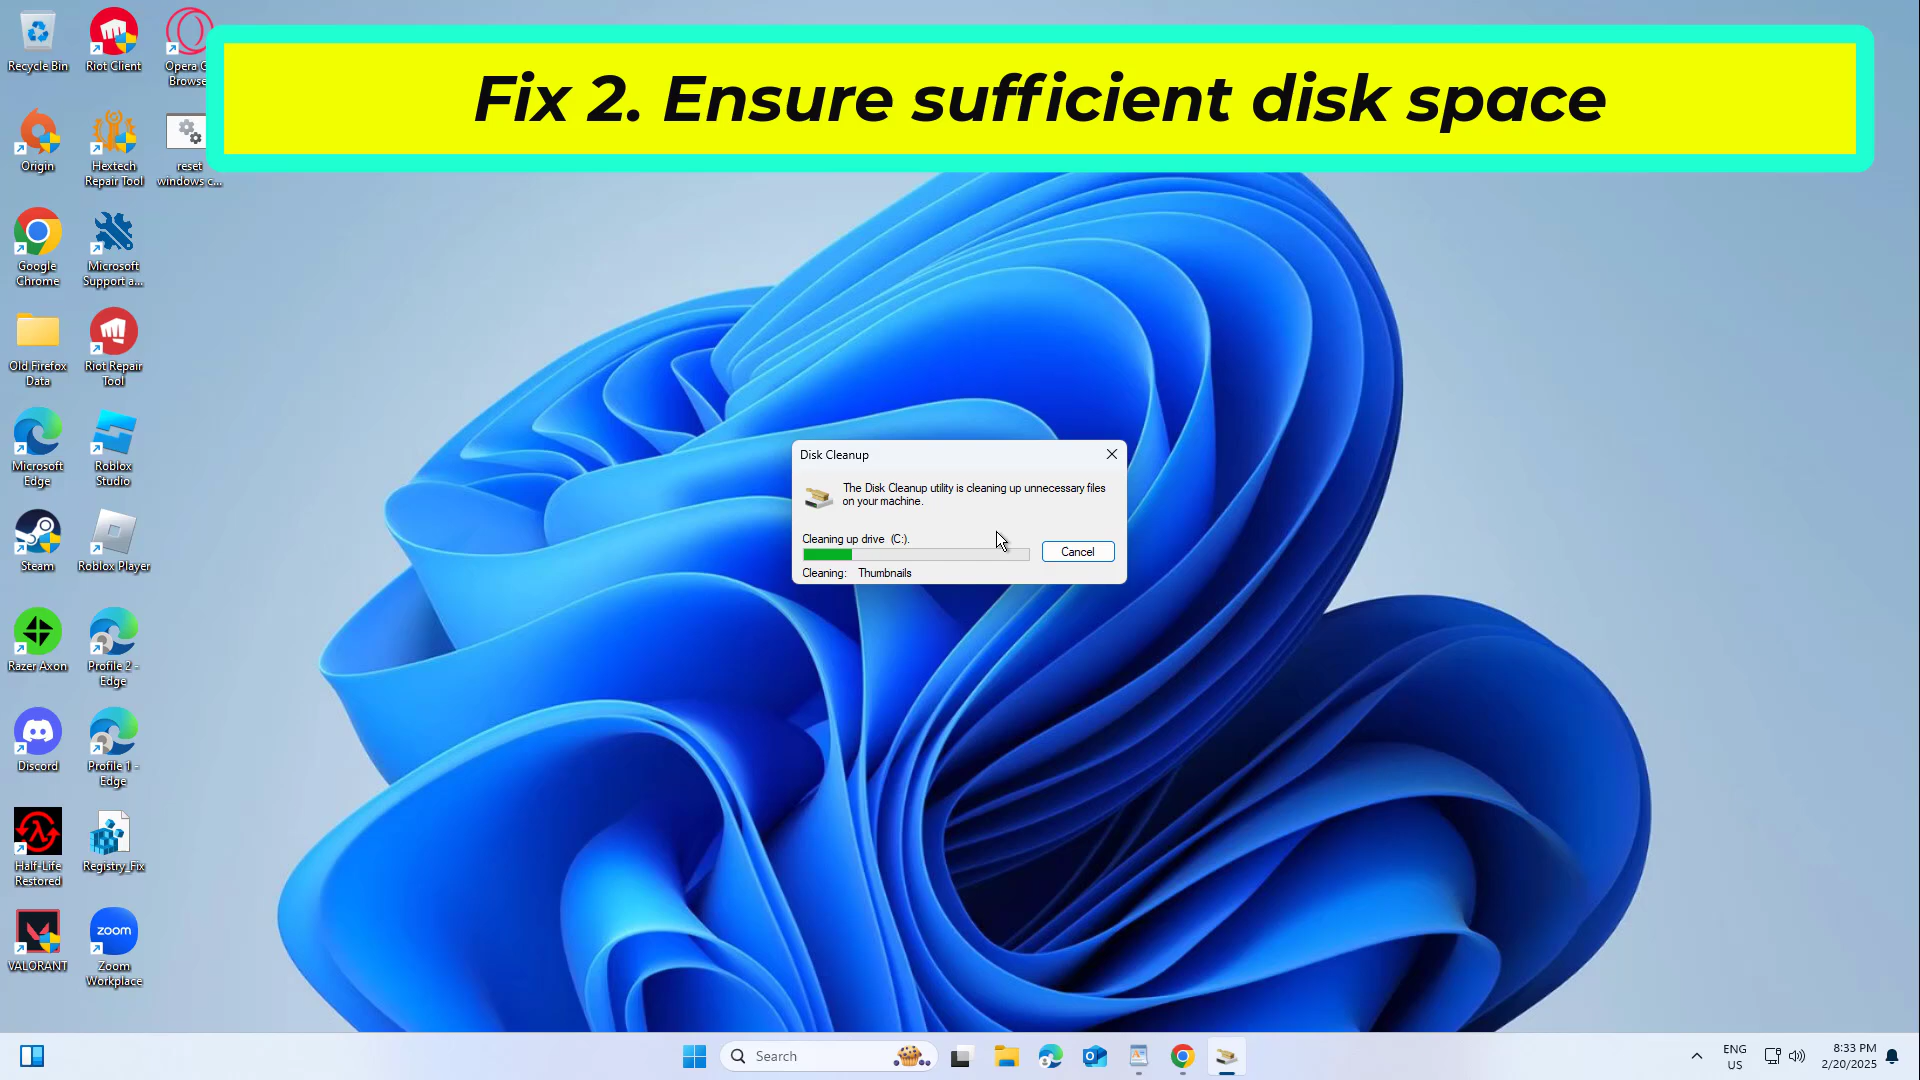 Fix 2. Ensure sufficient disk space
Recycle Bin
Riot Client
Opera G
Browse
Origin
Hextech
Repair Tool
reset
windows c...
Google
Chrome
Microsoft
Support a...
Old Firefox
Data
Riot Repair
Tool
Microsoft
Edge
Roblox
Studio
Steam
Roblox Player
Razer Axon
Profile 2 -
Edge
Discord
Profile 1 -
Edge
Half-Life
Restored
Registry_Fix
VALORANT
zoom
Zoom
Workplace
Disk Cleanup
The Disk Cleanup utility is cleaning up unnecessary files
on your machine.
Cleaning up drive (C:).
Cancel
Cleaning: Thumbnails
Search
ENG
US
8:33 PM
2/20/2025